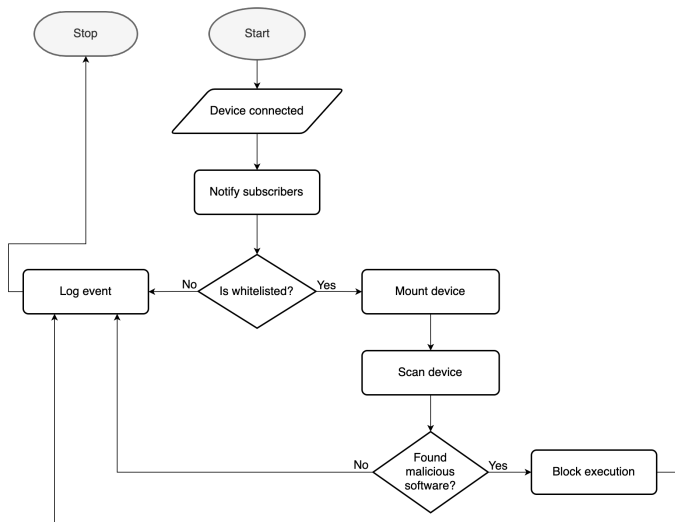 Stop
Start
Device connected
Notify subscribers
Log event
No
Is whitelisted?
Yes
Mount device
Scan device
No
Found
malicious
software?
Yes
Block execution